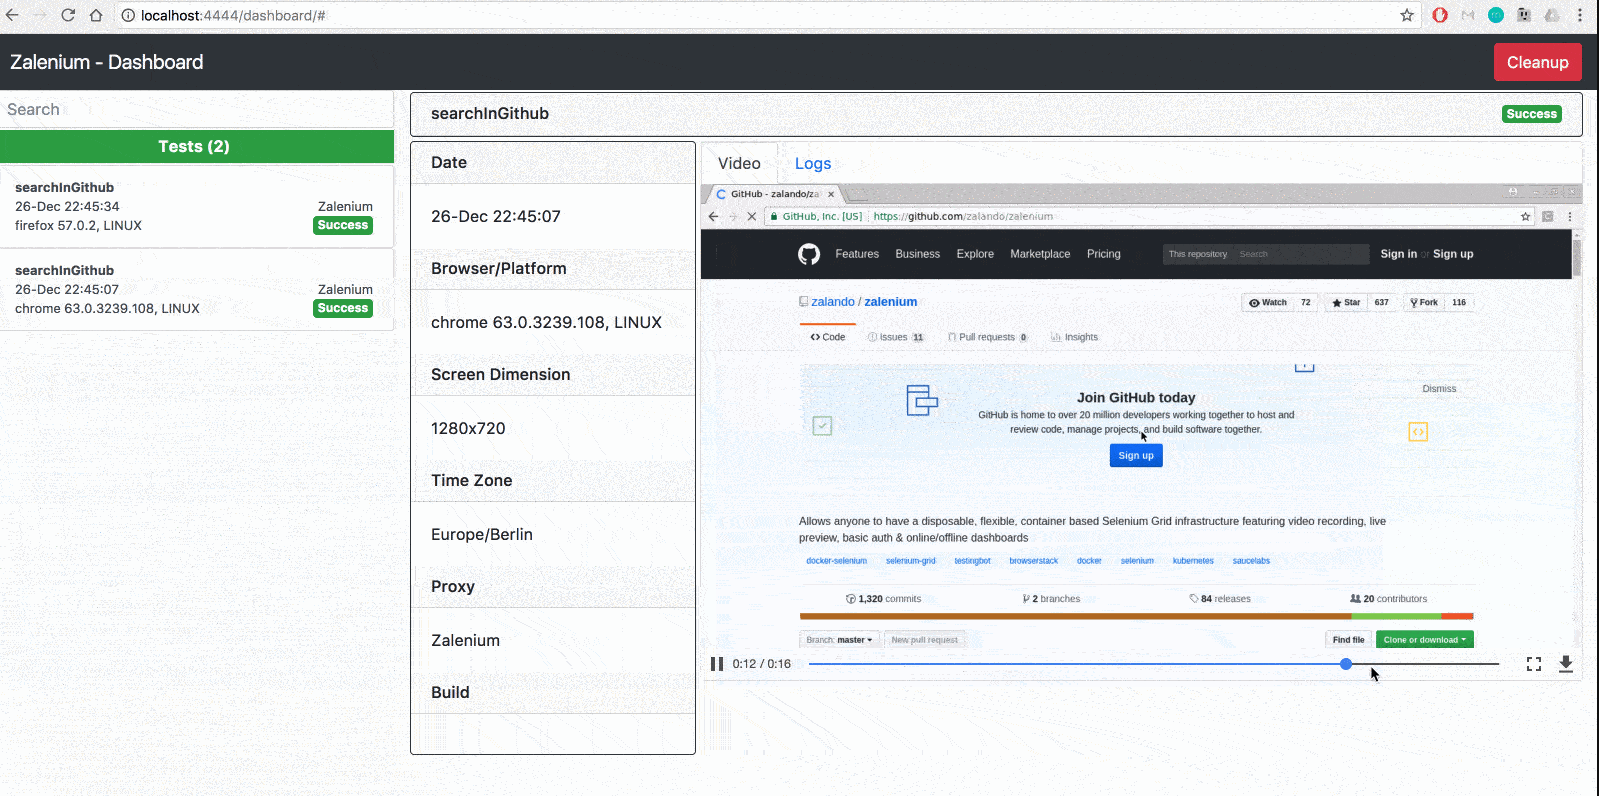 localhost:4444/dashboard/#
Zalenium - Dashboard
Cleanup
Search
Tests (2)
searchInGithub
26-Dec 22:45:34 Zalenium
firefox 57.0.2, LINUX Success
searchInGithub
26-Dec 22:45:07 Zalenium
chrome 63.0.3239.108, LINUX Success
searchInGithub Success
Date
26-Dec 22:45:07
Browser/Platform
chrome 63.0.3239.108, LINUX
Screen Dimension
1280x720
Time Zone
Europe/Berlin
Proxy
Zalenium
Build
Video Logs
GitHub - zalando/za
GitHub, Inc. [US] https://github.com/zalando/zalenium
Features Business Explore Marketplace Pricing This repository Search Sign in or Sign up
zalando / zalenium Watch 72 Star 637 Fork 116
Code Issues 11 Pull requests 0 Insights
Dismiss
Join GitHub today
GitHub is home to over 20 million developers working together to host and
review code, manage projects, and build software together.
Sign up
Allows anyone to have a disposable, flexible, container based Selenium Grid infrastructure featuring video recording, live
preview, basic auth & online/offline dashboards
docker-selenium selenium-grid testingbot browserstack docker selenium kubernetes saucelabs
1,320 commits 2 branches 84 releases 20 contributors
Branch: master New pull request Find file Clone or download
0:12 / 0:16